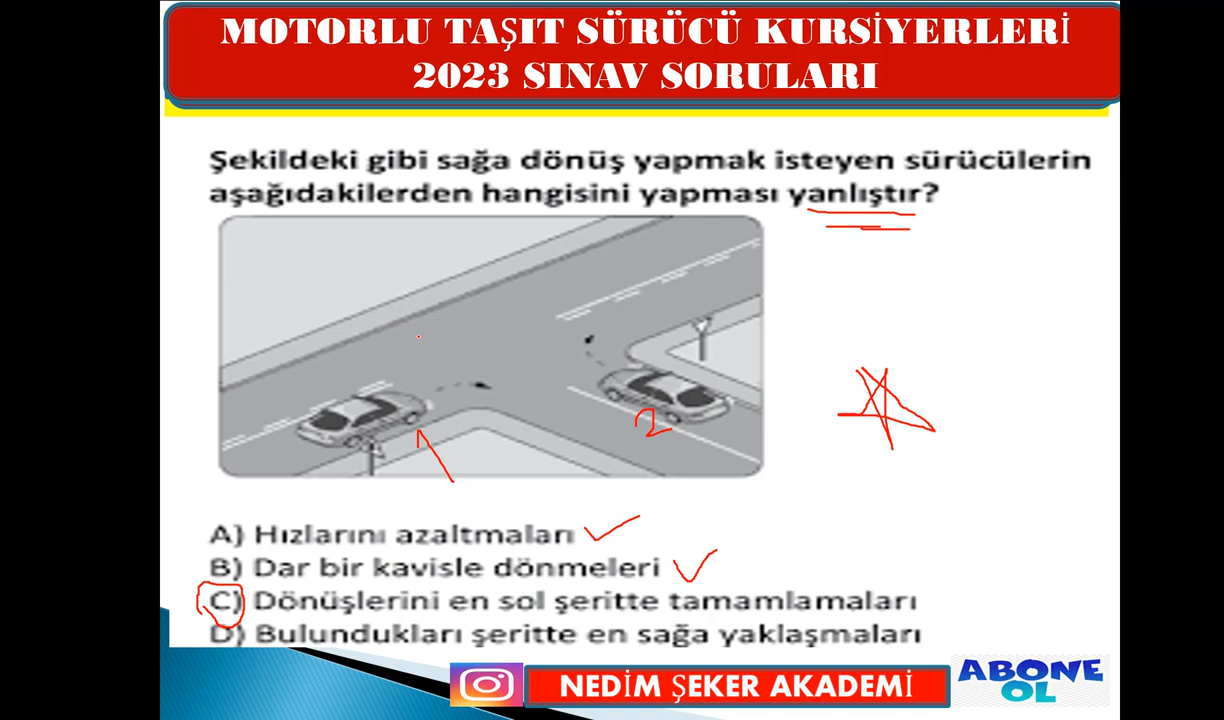 MOTORLU TAŞIT SÜRÜCÜ KURSİYERLERİ
2023 SINAV SORULARI
Şekildeki gibi sağa dönüş yapmak isteyen sürücülerin
aşağıdakilerden hangisini yapması yanlıştır?
2
A) Hızlarını azaltmaları
B) Dar bir kavisle dönmeleri
C) Dönüşlerini en sol şeritte tamamlamaları
D) Bulundukları şeritte en sağa yaklaşmaları
NEDİM ŞEKER AKADEMİ
ABONE
OL